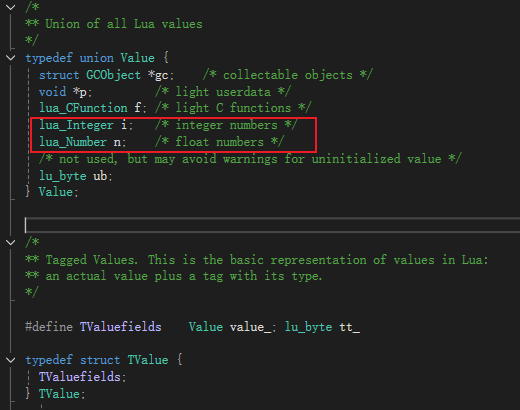 /*
** Union of all Lua values
*/
typedef union Value {
  struct GCObject *gc;    /* collectable objects */
  void *p;         /* light userdata */
  lua_CFunction f; /* light C functions */
  lua_Integer i;   /* integer numbers */
  lua_Number n;    /* float numbers */
  /* not used, but may avoid warnings for uninitialized value */
  lu_byte ub;
} Value;
/*
** Tagged Values. This is the basic representation of values in Lua:
** an actual value plus a tag with its type.
*/
#define TValuefields    Value value_; lu_byte tt_
typedef struct TValue {
  TValuefields;
} TValue;